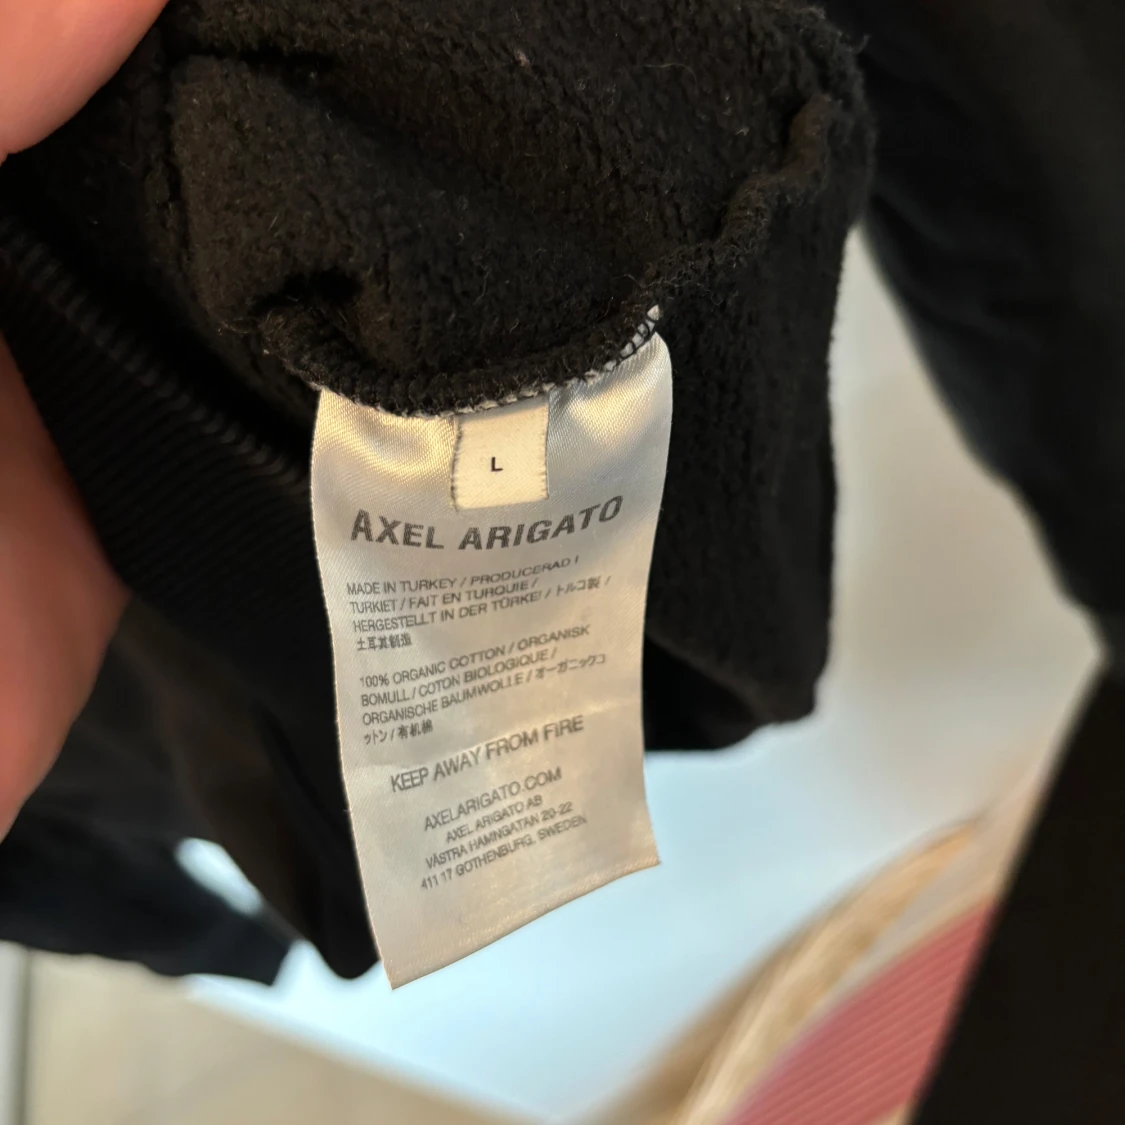 L
AXEL ARIGATO
MADE IN TURKEY / PRODUCERAD I
TURKIET / FAIT EN TURQUIE /
HERGESTELLT IN DER TÜRKEI / トルコ製 /
土耳其制造
100% ORGANIC COTTON / ORGANISK
BOMULL / COTON BIOLOGIQUE /
ORGANISCHE BAUMWOLLE / オーガニックコ
ットン / 有机棉
KEEP AWAY FROM FIRE
AXELARIGATO.COM
AXEL ARIGATO AB
VÄSTRA HAMNGATAN 20-22
411 17 GOTHENBURG, SWEDEN